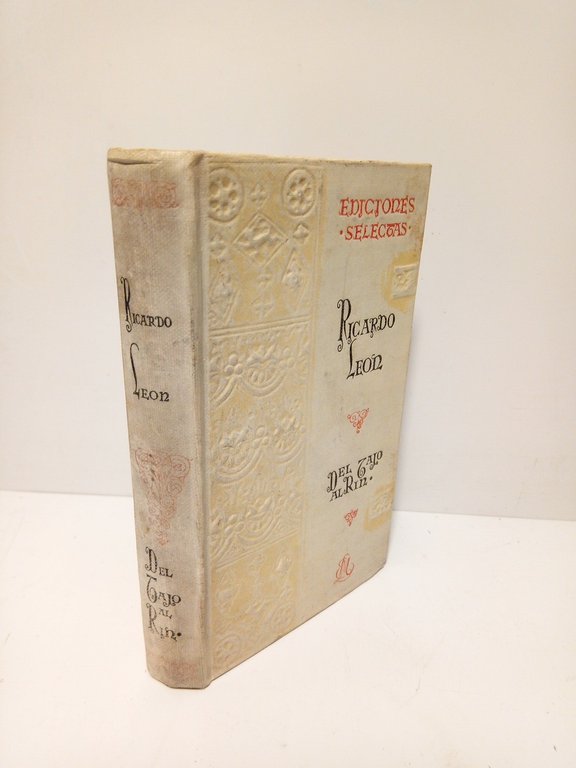 RICARDO
LEON
DEL
TAJO
AL
RIN·
EDICIONES
·SELECTAS·
RICARDO
LEÓN
DEL TAJO
AL RIN·